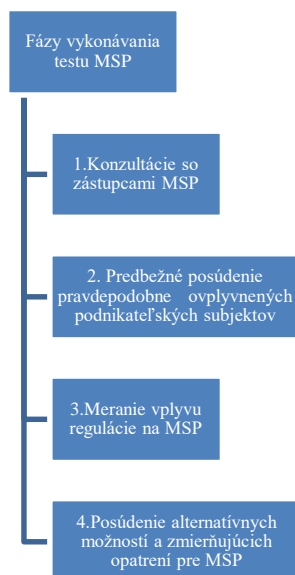 Fázy vykonávania
testu MSP
1.Konzultácie so
zástupcami MSP
2. Predbežné posúdenie
pravdepodobne ovplyvnených
podnikateľských subjektov
3.Meranie vplyvu
regulácie na MSP
4.Posúdenie alternatívnych
možností a zmierňujúcich
opatrení pre MSP